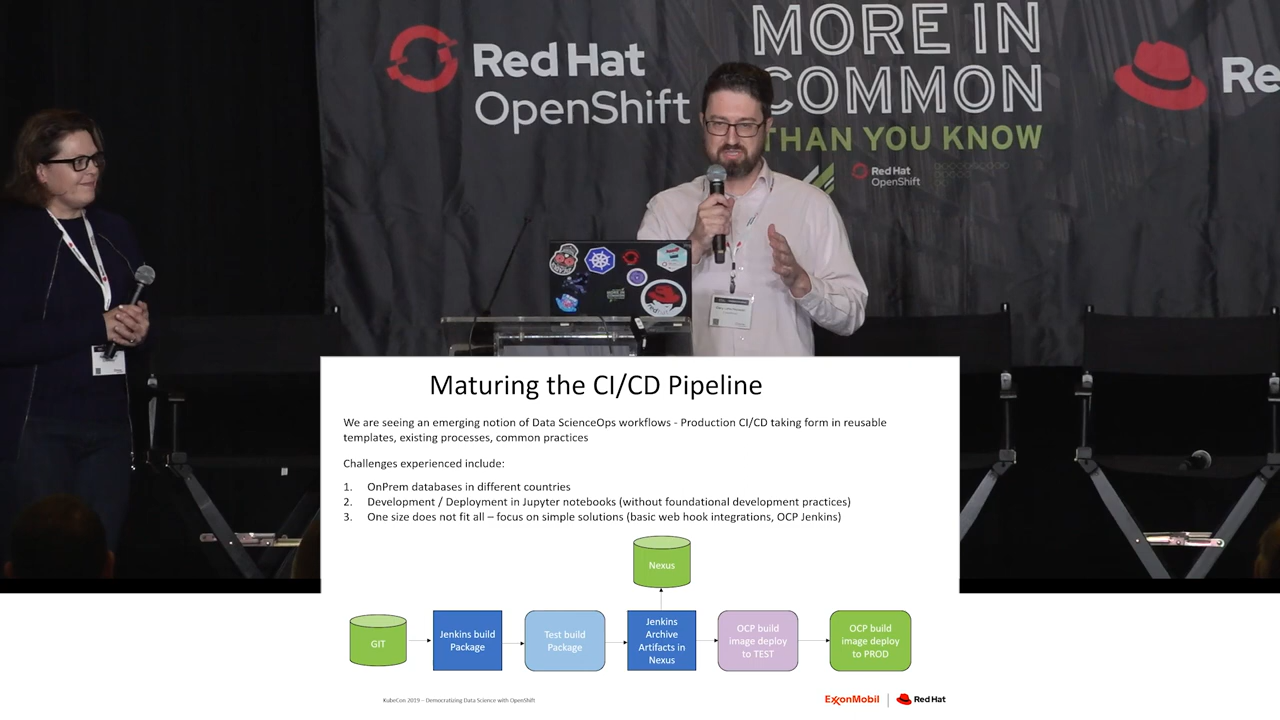 Red Hat
OpenShift
MORE IN
COMMON
THAN YOU KNOW
Red Hat
OpenShift
Re
Maturing the CI/CD Pipeline
We are seeing an emerging notion of Data ScienceOps workflows - Production CI/CD taking form in reusable
templates, existing processes, common practices
Challenges experienced include:
1. OnPrem databases in different countries
2. Development / Deployment in Jupyter notebooks (without foundational development practices)
3. One size does not fit all – focus on simple solutions (basic web hook integrations, OCP Jenkins)
Nexus
GIT
Jenkins build
Package
Test build
Package
Jenkins
Archive
Artifacts in
Nexus
OCP build
image deploy
to TEST
OCP build
image deploy
to PROD
KubeCon 2019 – Democratizing Data Science with OpenShift
ExxonMobil
Red Hat